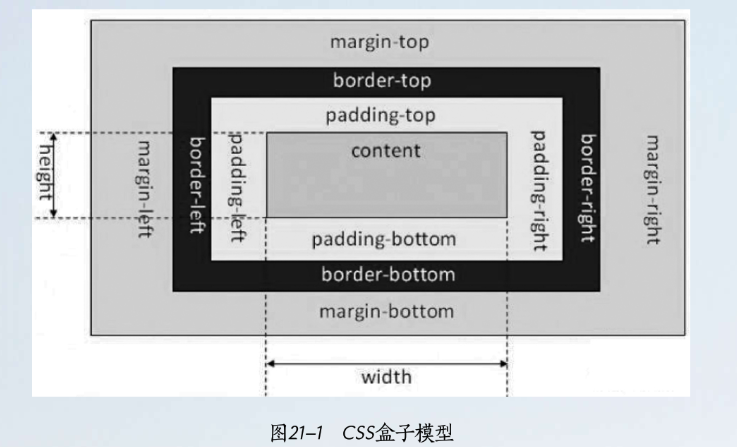 margin-top
border-top
padding-top
content
height
margin-left
border-left
padding-left
padding-right
border-right
margin-right
padding-bottom
border-bottom
margin-bottom
width
图21-1 CSS盒子模型